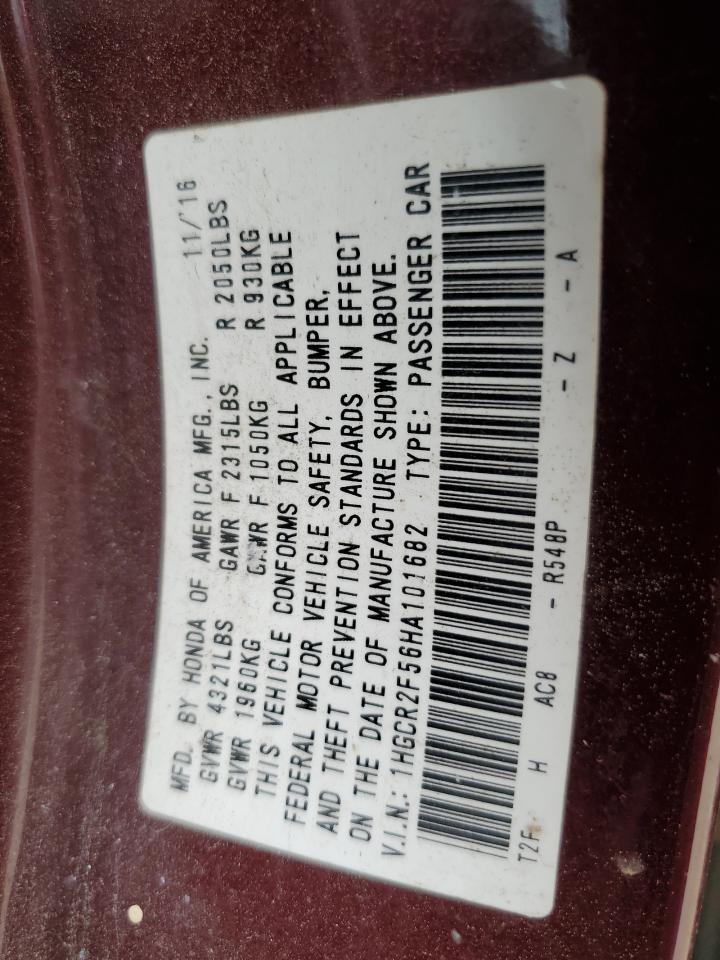 MFD. BY HONDA OF AMERICA MFG., INC. 11/'16
GVWR 4321LBS GAWR F 2315LBS R 2050LBS
GVWR 1960KG GAWR F 1050KG R 930KG
THIS VEHICLE CONFORMS TO ALL APPLICABLE
FEDERAL MOTOR VEHICLE SAFETY, BUMPER,
AND THEFT PREVENTION STANDARDS IN EFFECT
ON THE DATE OF MANUFACTURE SHOWN ABOVE.
V.I.N.: 1HGCR2F56HA101682 TYPE: PASSENGER CAR
T2F H AC8 - R548P - Z - A